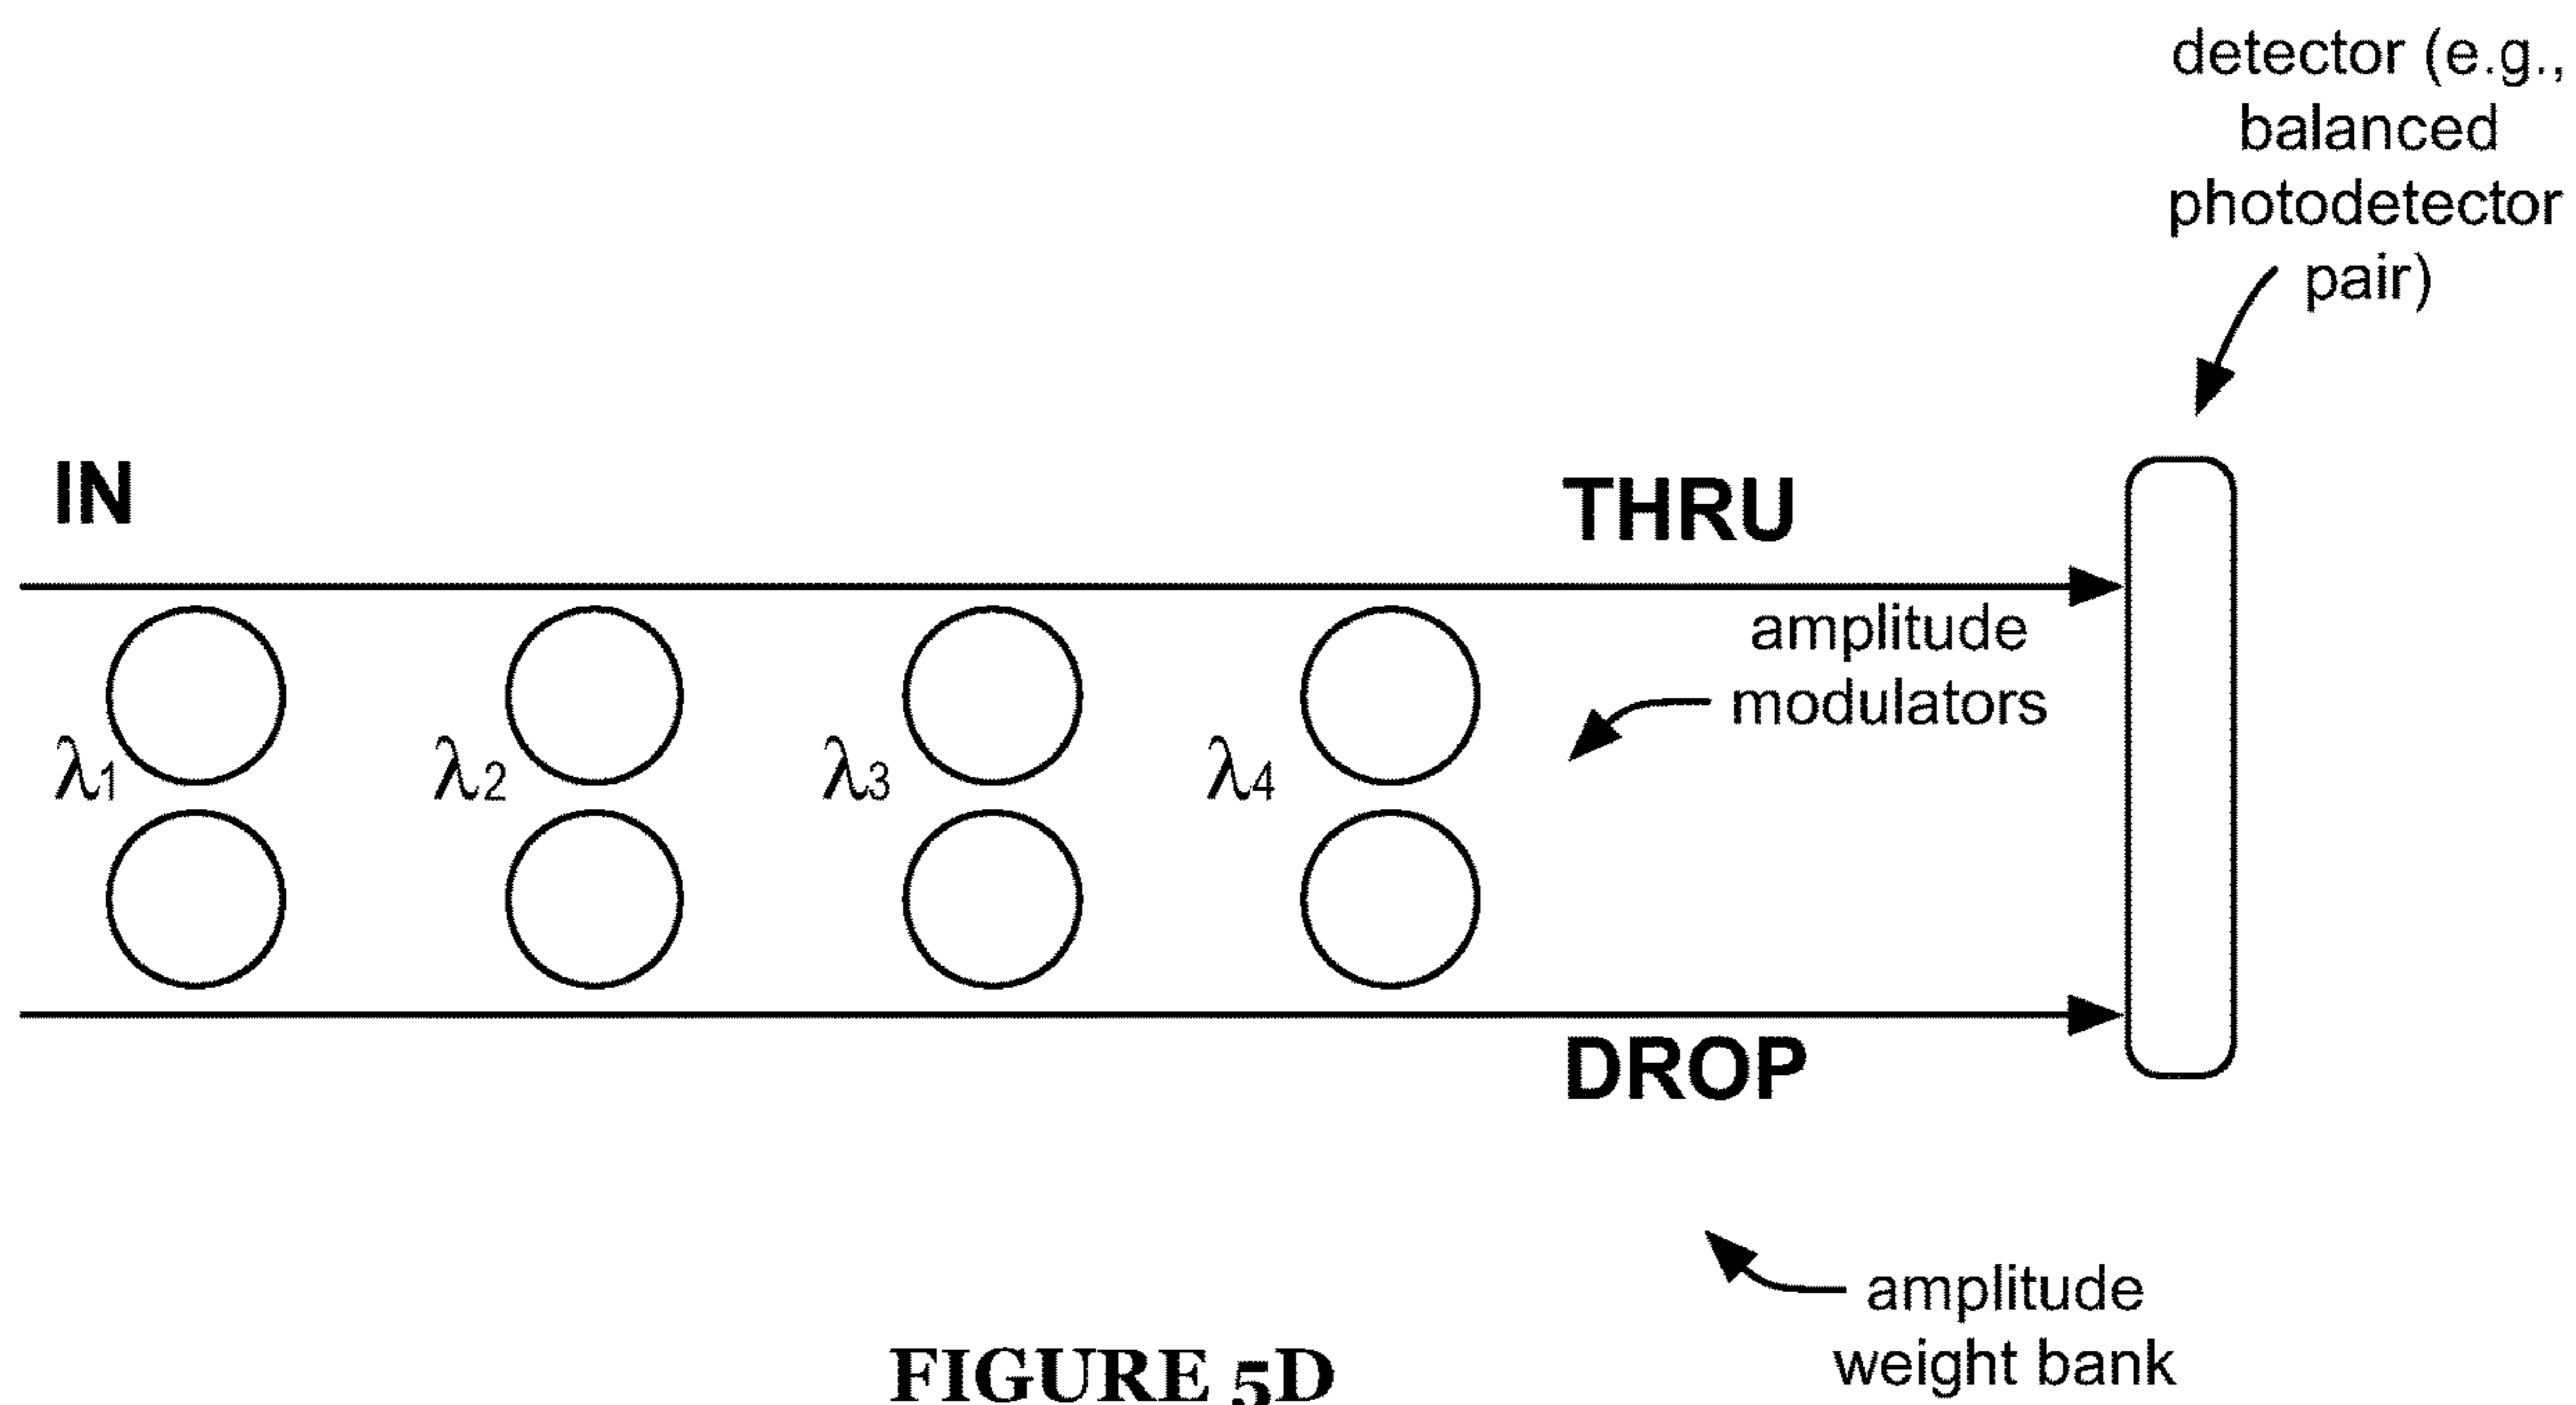 detector (e.g.,
balanced
photodetector
pair)
IN
THRU
amplitude
modulators
λ1
λ2
λ3
λ4
DROP
amplitude
weight bank
FIGURE 5D